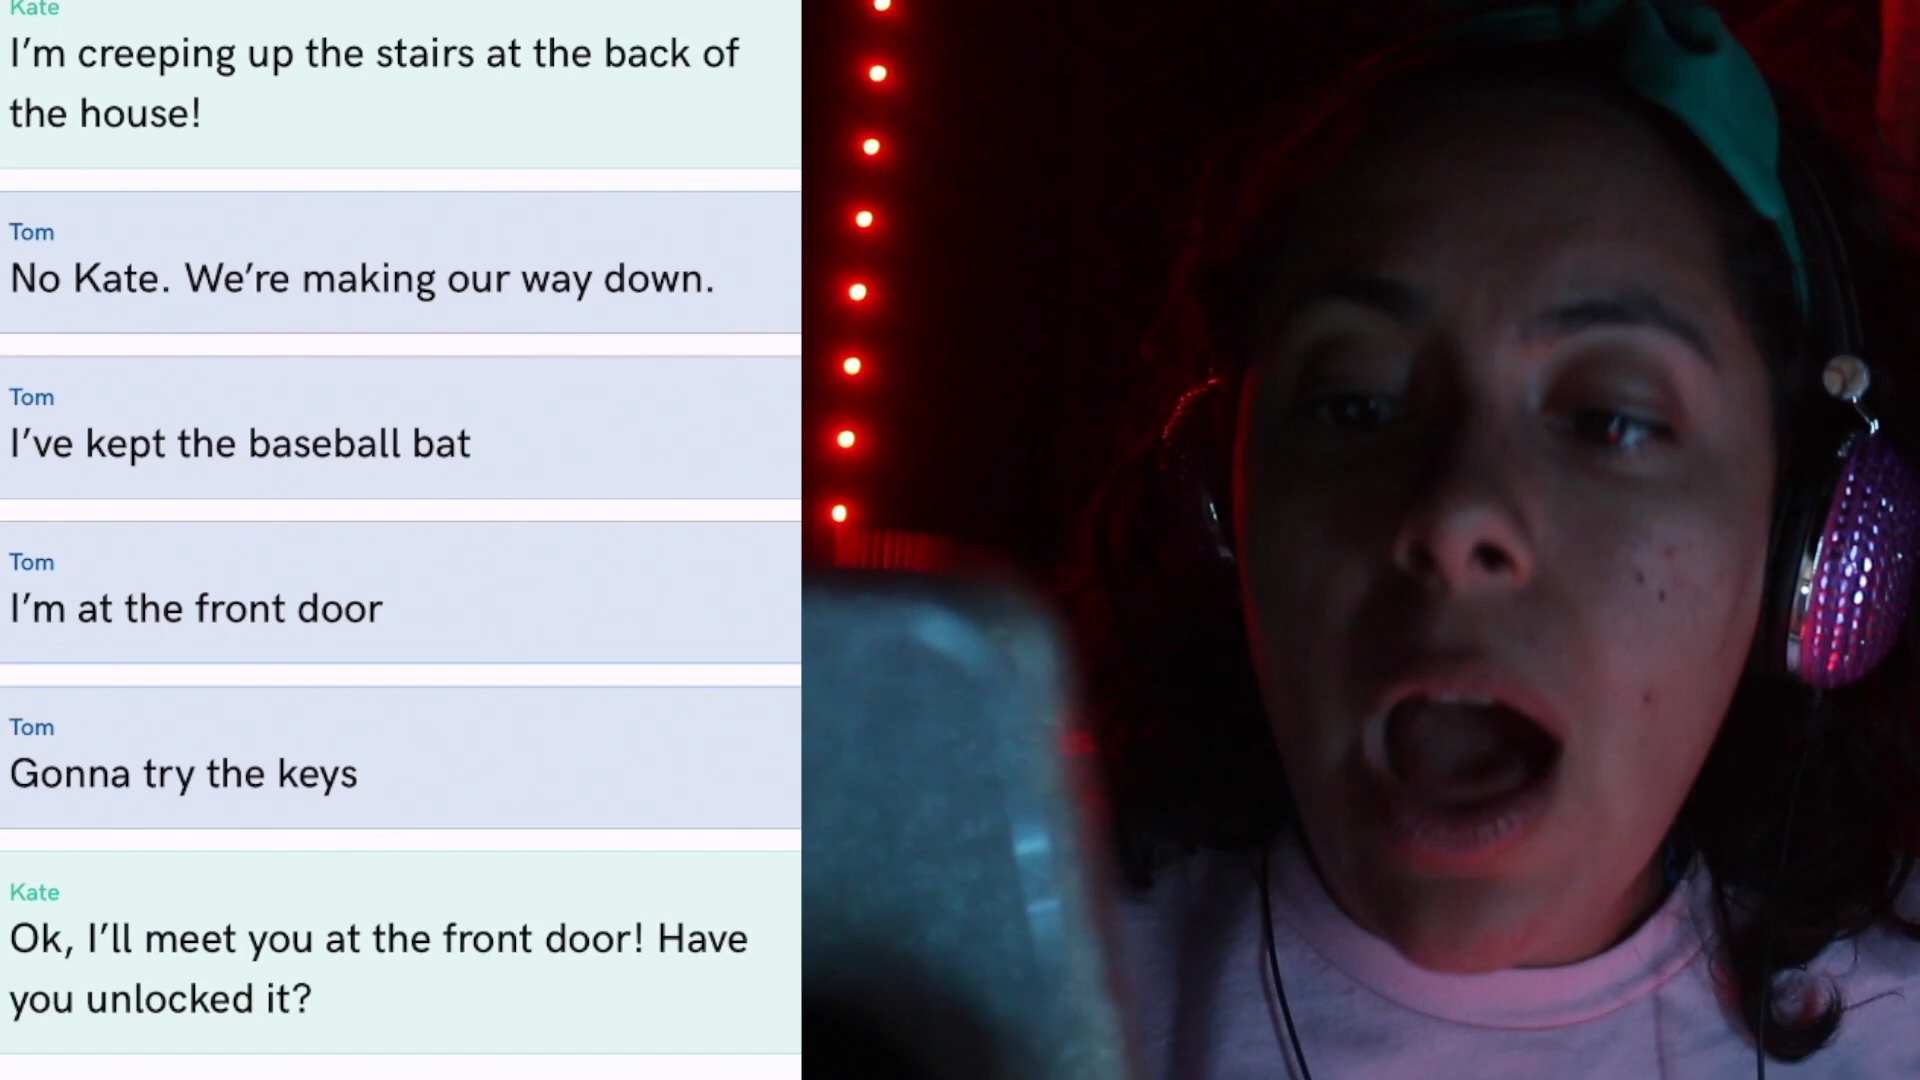 Kate
I’m creeping up the stairs at the back of
the house!
Tom
No Kate. We’re making our way down.
Tom
I’ve kept the baseball bat
Tom
I’m at the front door
Tom
Gonna try the keys
Kate
Ok, I’ll meet you at the front door! Have
you unlocked it?